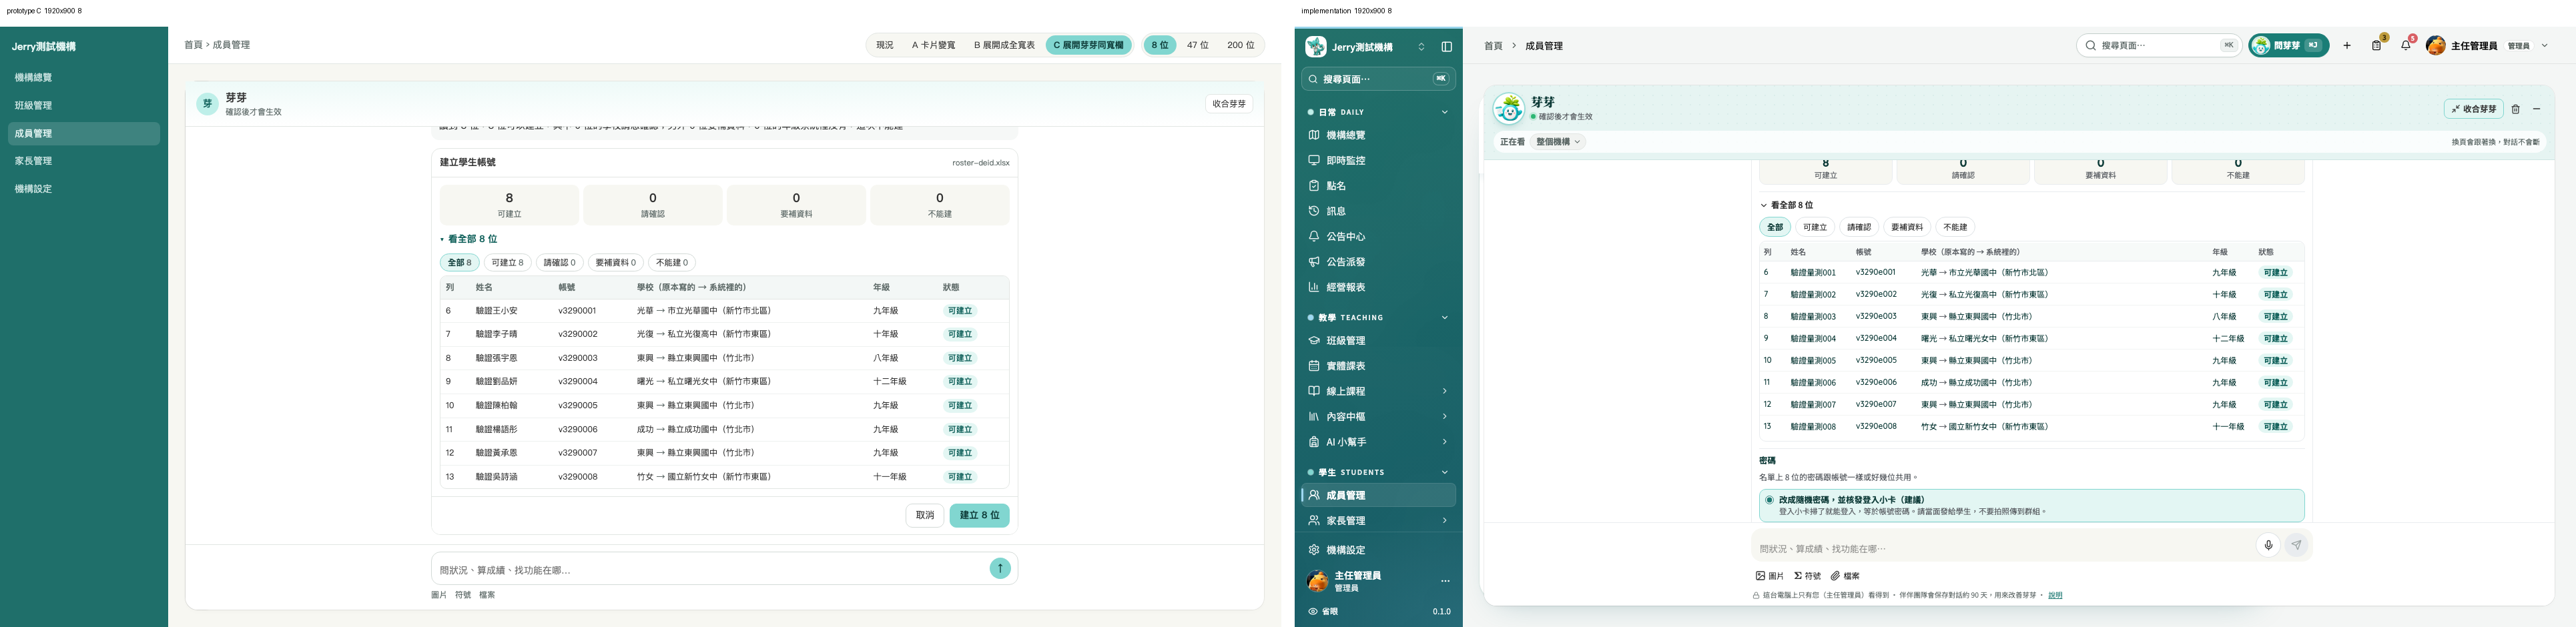 prototype C 1920x900 8
Jerry測試機構
機構總覽
班級管理
成員管理
家長管理
機構設定
首頁 › 成員管理
現況 A 卡片變寬 B 展開成全寬表 C 展開芽芽同寬欄 8 位 47 位 200 位
芽 芽芽
確認後才會生效
收合芽芽
建立學生帳號 roster-deid.xlsx
8 0 0 0
可建立 請確認 要補資料 不能建
▾ 看全部 8 位
全部 8 可建立 8 請確認 0 要補資料 0 不能建 0
列 姓名 帳號 學校（原本寫的 → 系統裡的） 年級 狀態
6 驗證王小安 v3290001 光華 → 市立光華國中（新竹市北區） 九年級 可建立
7 驗證李子晴 v3290002 光復 → 私立光復高中（新竹市東區） 十年級 可建立
8 驗證張宇恩 v3290003 東興 → 縣立東興國中（竹北市） 八年級 可建立
9 驗證劉品妍 v3290004 曙光 → 私立曙光女中（新竹市東區） 十二年級 可建立
10 驗證陳柏翰 v3290005 東興 → 縣立東興國中（竹北市） 九年級 可建立
11 驗證楊語彤 v3290006 成功 → 縣立成功國中（竹北市） 九年級 可建立
12 驗證黃承恩 v3290007 東興 → 縣立東興國中（竹北市） 九年級 可建立
13 驗證吳詩涵 v3290008 竹女 → 國立新竹女中（新竹市東區） 十一年級 可建立
取消 建立 8 位
問狀況、算成績、找功能在哪...
圖片 符號 檔案
implementation 1920x900 8
Jerry測試機構
搜尋頁面… ⌘K
日常 DAILY
機構總覽
即時監控
點名
訊息
公告中心
公告派發
經營報表
教學 TEACHING
班級管理
實體課表
線上課程
內容中樞
AI 小幫手
學生 STUDENTS
成員管理
家長管理
機構設定
主任管理員
管理員
省眼 0.1.0
首頁 › 成員管理
搜尋頁面… ⌘K 問芽芽 ⌘J 3 5 主任管理員 管理員
芽芽
確認後才會生效
收合芽芽
正在看 整個機構
換頁會跟著換，對話不會斷
8 0 0 0
可建立 請確認 要補資料 不能建
看全部 8 位
全部 可建立 請確認 要補資料 不能建
列 姓名 帳號 學校（原本寫的 → 系統裡的） 年級 狀態
6 驗證量測001 v3290e001 光華 → 市立光華國中（新竹市北區） 九年級 可建立
7 驗證量測002 v3290e002 光復 → 私立光復高中（新竹市東區） 十年級 可建立
8 驗證量測003 v3290e003 東興 → 縣立東興國中（竹北市） 八年級 可建立
9 驗證量測004 v3290e004 曙光 → 私立曙光女中（新竹市東區） 十二年級 可建立
10 驗證量測005 v3290e005 東興 → 縣立東興國中（竹北市） 九年級 可建立
11 驗證量測006 v3290e006 成功 → 縣立成功國中（竹北市） 九年級 可建立
12 驗證量測007 v3290e007 東興 → 縣立東興國中（竹北市） 九年級 可建立
13 驗證量測008 v3290e008 竹女 → 國立新竹女中（新竹市東區） 十一年級 可建立
密碼
名單上 8 位的密碼跟帳號一樣或好幾位共用。
改成隨機密碼，並核發登入小卡（建議）
登入小卡掃了就能登入，等於帳號密碼。請當面發給學生，不要拍照傳到群組。
問狀況、算成績、找功能在哪…
圖片 符號 檔案
這台電腦上只有您（主任管理員）看得到 · 伴伴團隊會保存對話約 90 天，用來改善芽芽 · 說明